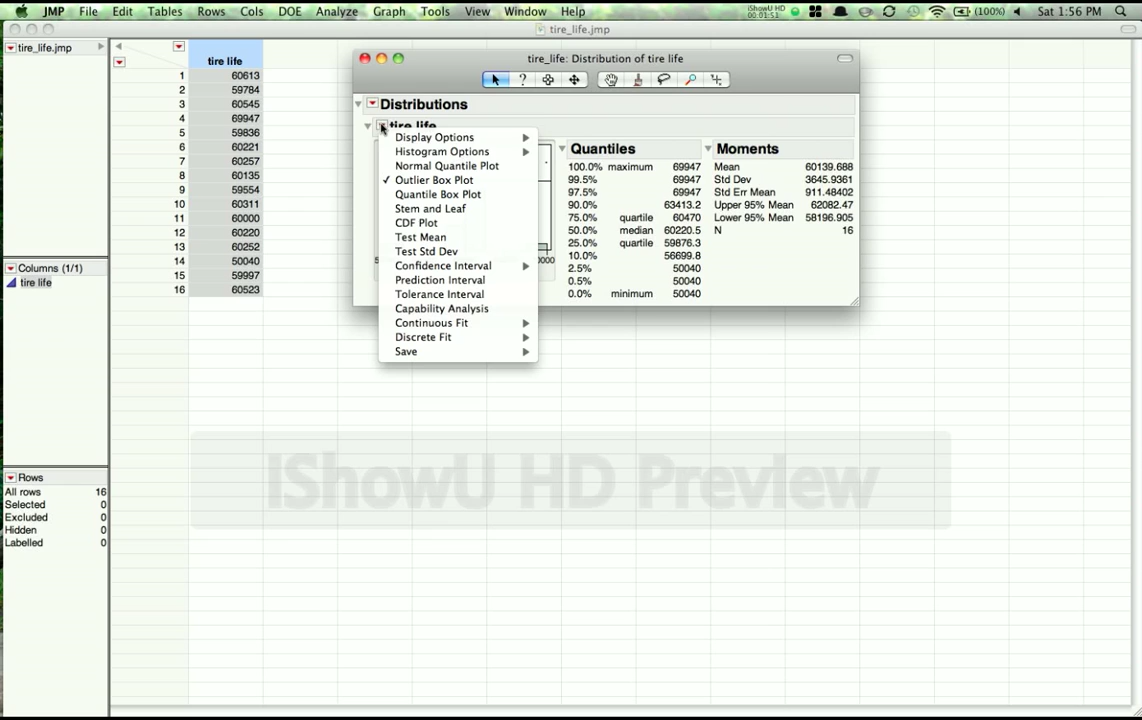 JMP File Edit Tables Rows Cols DOE Analyze Graph Tools View Window Help iShowU HD 00:01:51 (100%) Sat 1:56 PM
tire_life.jmp
tire_life.jmp
tire life
1 60613
2 59784
3 60545
4 69947
5 59836
6 60221
7 60257
8 60135
9 59554
10 60311
11 60000
12 60220
13 60252
14 50040
15 59997
16 60523
Columns (1/1)
tire life
Rows
All rows 16
Selected 0
Excluded 0
Hidden 0
Labelled 0
tire_life: Distribution of tire life
Distributions
tire life
Display Options
Histogram Options
Normal Quantile Plot
✓ Outlier Box Plot
Quantile Box Plot
Stem and Leaf
CDF Plot
Test Mean
Test Std Dev
Confidence Interval
Prediction Interval
Tolerance Interval
Capability Analysis
Continuous Fit
Discrete Fit
Save
Quantiles
100.0% maximum 69947
99.5% 69947
97.5% 69947
90.0% 63413.2
75.0% quartile 60470
50.0% median 60220.5
25.0% quartile 59876.3
10.0% 56699.8
2.5% 50040
0.5% 50040
0.0% minimum 50040
Moments
Mean 60139.688
Std Dev 3645.9361
Std Err Mean 911.48402
Upper 95% Mean 62082.47
Lower 95% Mean 58196.905
N 16
iShowU HD Preview